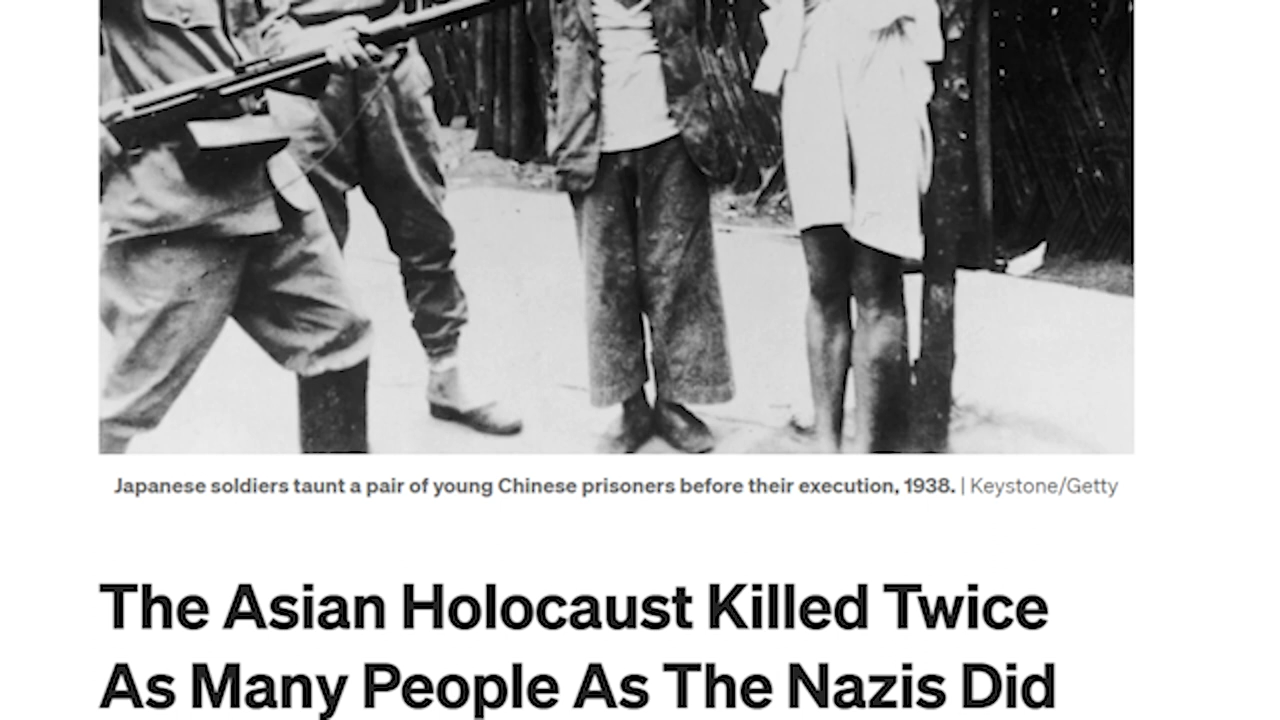 Japanese soldiers taunt a pair of young Chinese prisoners before their execution, 1938. | Keystone/Getty
The Asian Holocaust Killed Twice
As Many People As The Nazis Did